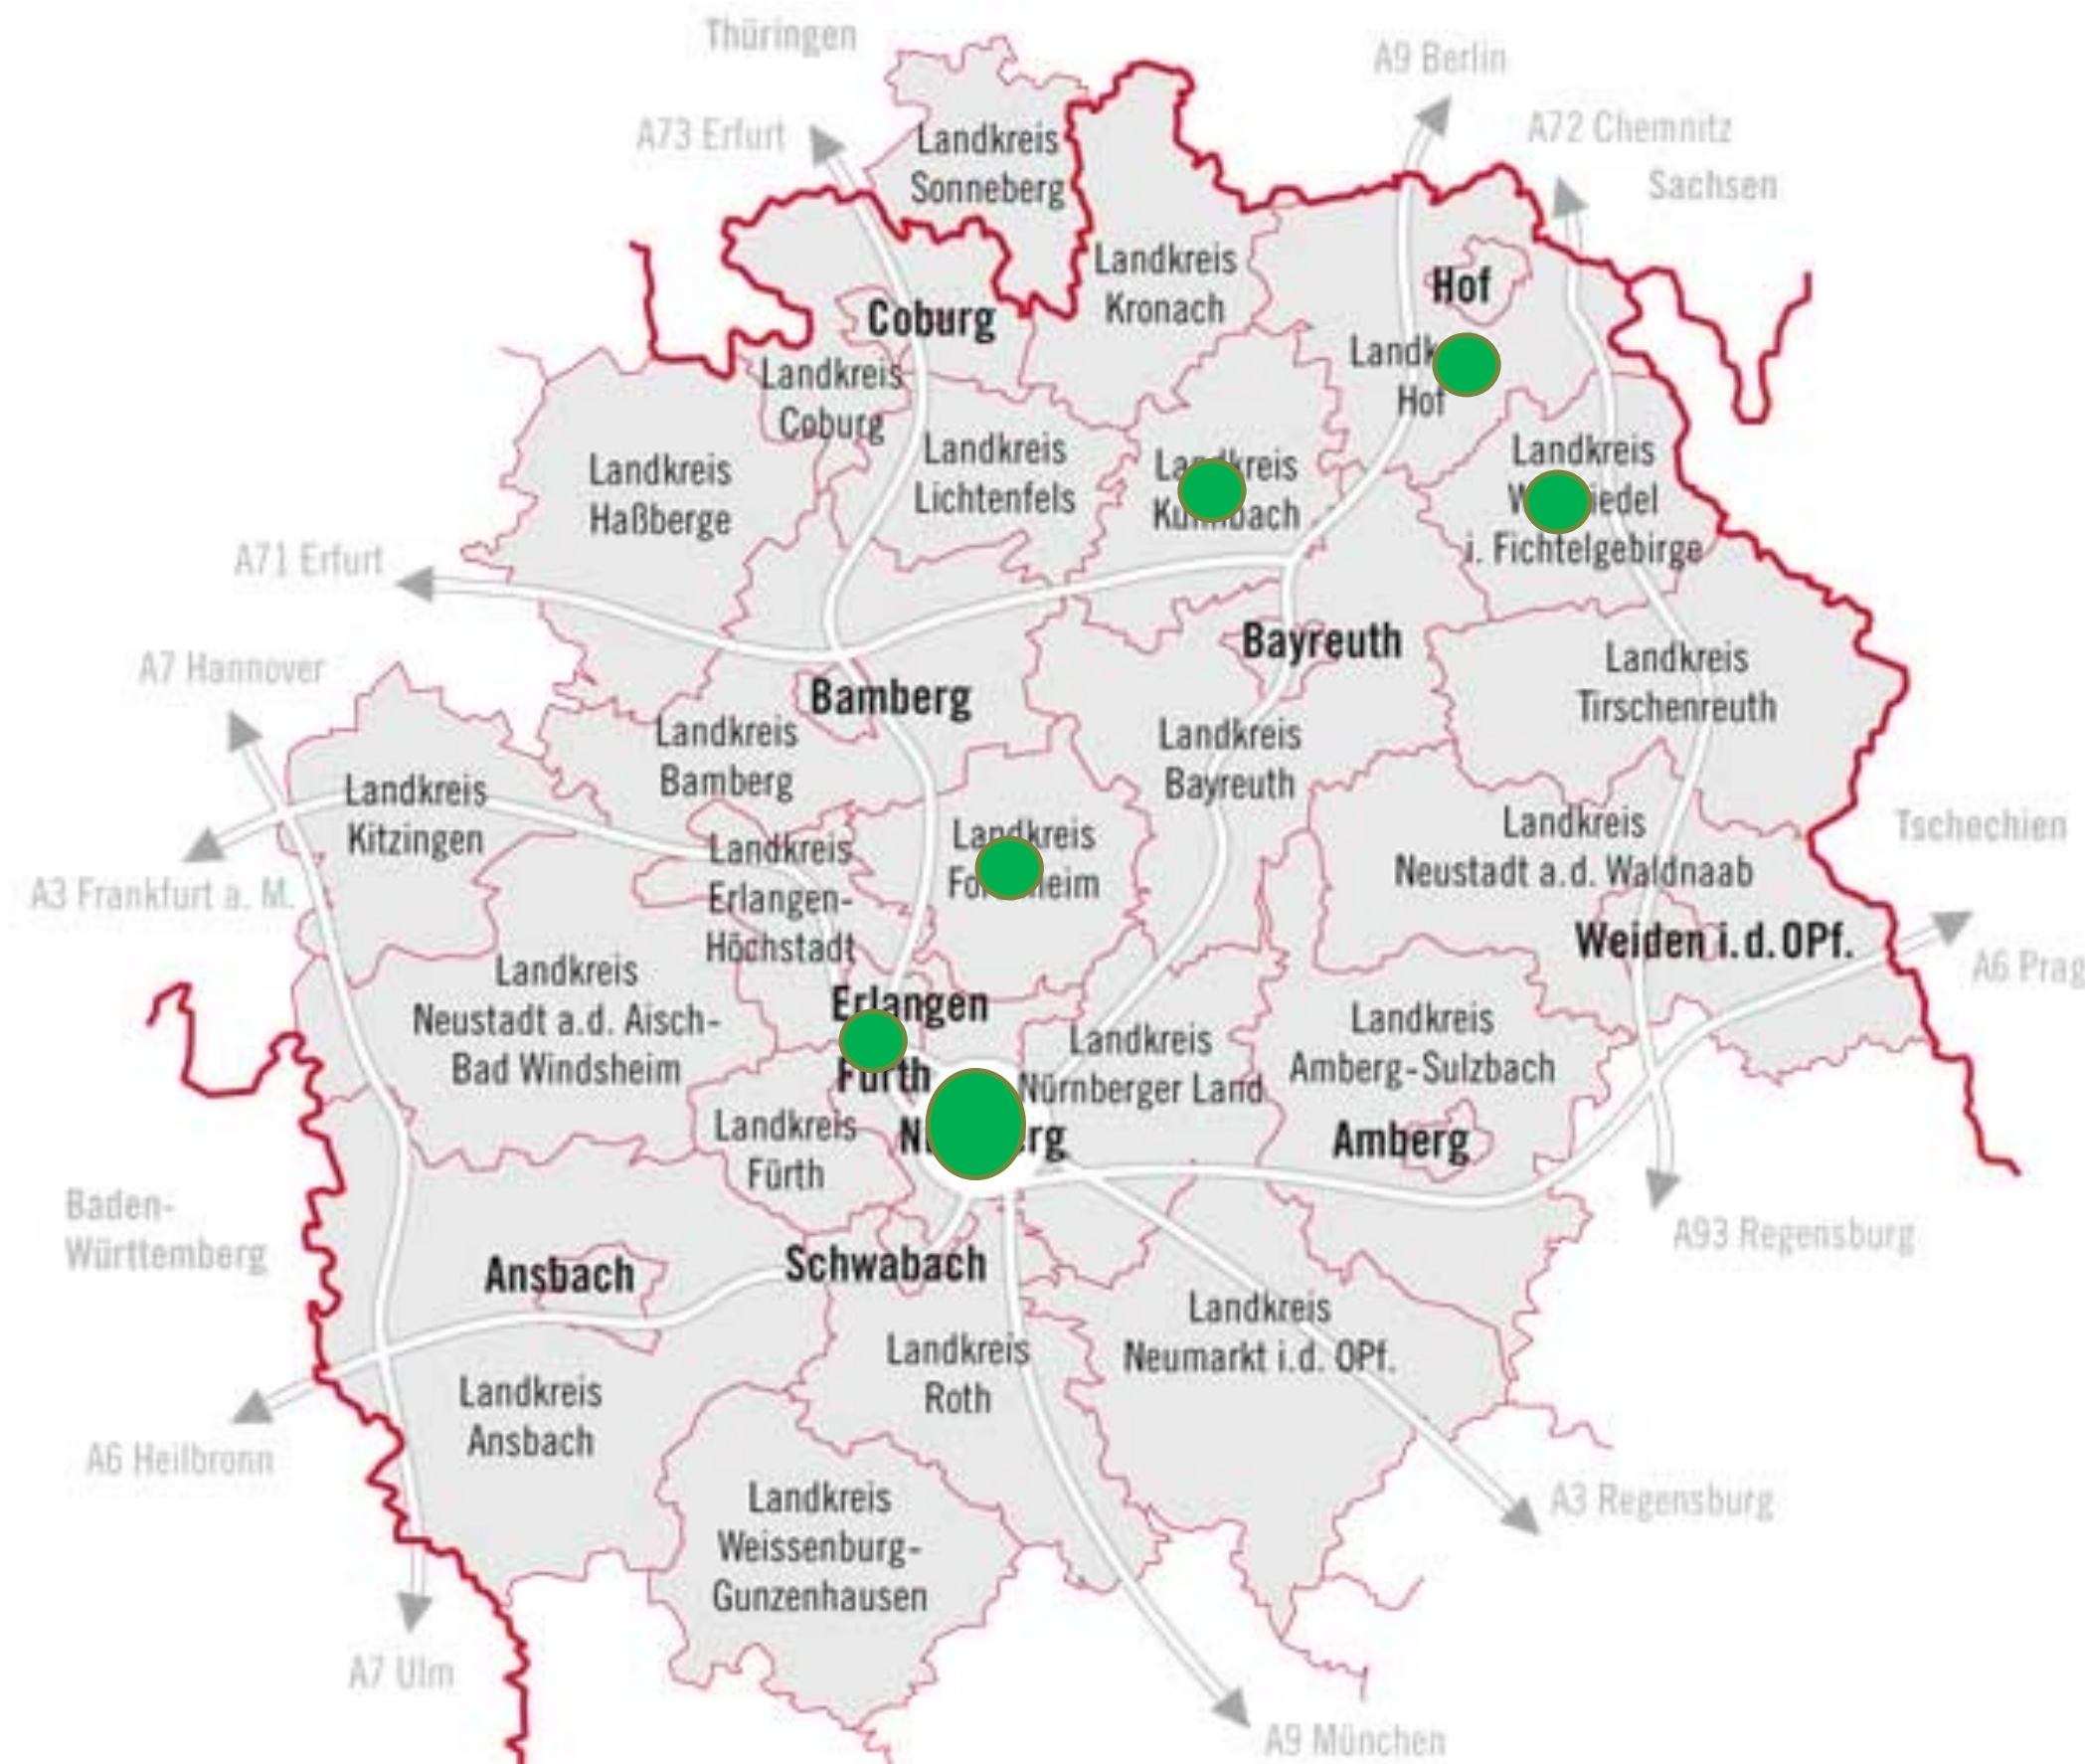 Thüringen
A9 Berlin
A73 Erfurt
A72 Chemnitz
Sachsen
Landkreis
Sonneberg
Landkreis
Kronach
Hof
Coburg
Hof
Landkreis
Coburg
Landkreis
Lichtenfels
Landkreis
Landkreis
i. Fichtelgebirge
Landkreis
Haßberge
A71 Erfurt
A7 Hannover
Bayreuth
Landkreis
Tirschenreuth
Bamberg
Landkreis
Bamberg
Landkreis
Bayreuth
Landkreis
Kitzingen
A3 Frankfurt a. M.
Landkreis
Erlangen-
Höchstadt
Landkreis
Landkreis
Neustadt a.d. Waldnaab
Tschechien
Weiden i.d.OPf.
A6 Prag
Landkreis
Neustadt a.d. Aisch-
Bad Windsheim
Erlangen
Fürth
Landkreis
Nürnberger Land
Landkreis
Amberg-Sulzbach
Landkreis
Fürth
Amberg
Baden-
Württemberg
A93 Regensburg
Ansbach
Schwabach
Landkreis
Neumarkt i.d. OPf.
Landkreis
Roth
Landkreis
Ansbach
A6 Heilbronn
Landkreis
Weissenburg-
Gunzenhausen
A3 Regensburg
A7 Ulm
A9 München